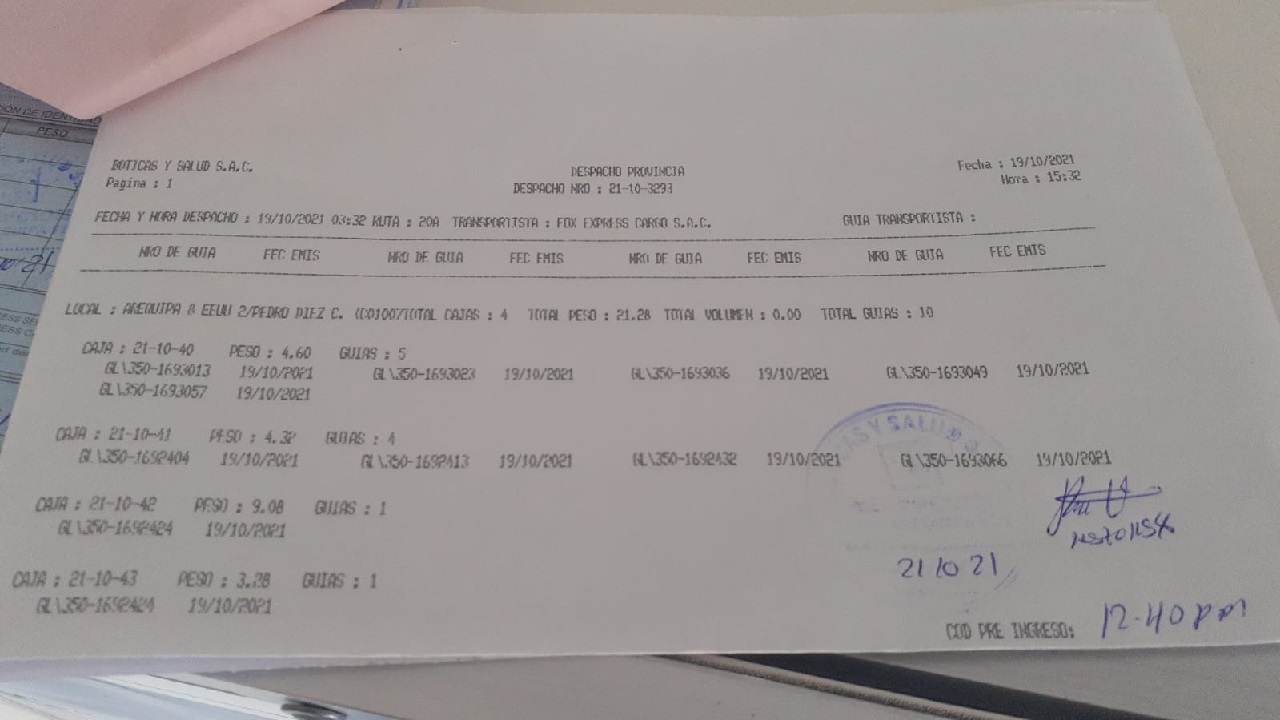 PESO
BOTICAS Y SALUD S.A.C.
Pagina : 1
DESPACHO PROVINCIA
DESPACHO NRO : 21-10-3293
Fecha : 19/10/2021
Hora : 15:32
FECHA Y HORA DESPACHO : 19/10/2021 03:32 RUTA : 20A TRANSPORTISTA : FOX EXPRESS CARGO S.A.C. GUIA TRANSPORTISTA :
NRO DE GUIA FEC EMIS NRO DE GUIA FEC EMIS NRO DE GUIA FEC EMIS NRO DE GUIA FEC EMIS
LOCAL : AREQUIPA 8 EEUU 2/PEDRO DIEZ C. (C01007TOTAL CAJAS : 4 TOTAL PESO : 21.28 TOTAL VOLUMEN : 0.00 TOTAL GUIAS : 10
CAJA : 21-10-40 PESO : 4.60 GUIAS : 5
GL\350-1693013 19/10/2021 GL\350-1693023 19/10/2021 GL\350-1693036 19/10/2021 GL\350-1693049 19/10/2021
GL\350-1693057 19/10/2021
CAJA : 21-10-41 PESO : 4.32 GUIAS : 4
GL\350-1692404 19/10/2021 GL\350-1692413 19/10/2021 GL\350-1692432 19/10/2021 GL\350-1693066 19/10/2021
CAJA : 21-10-42 PESO : 9.08 GUIAS : 1
GL\350-1692424 19/10/2021
CAJA : 21-10-43 PESO : 3.28 GUIAS : 1
GL\350-1692424 19/10/2021
Y SALUD
21 10 21
COD PRE INGRESO: 12.40 pm